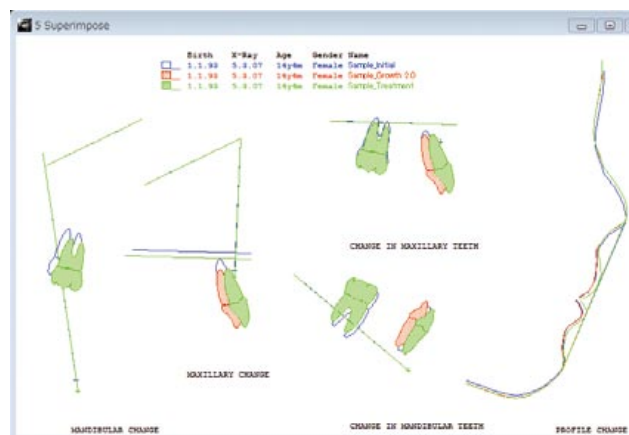 5 Superimpose
Birth X-Ray Age Gender Name
1.1.93 5.8.07 14y4m Female Sample_Initial
1.1.93 5.8.07 14y4m Female Sample_Growth 2.0
1.1.93 5.8.07 14y4m Female Sample_Treatment
CHANGE IN MAXILLARY TEETH
MAXILLARY CHANGE
MANDIBULAR CHANGE
CHANGE IN MANDIBULAR TEETH
PROFILE CHANGE